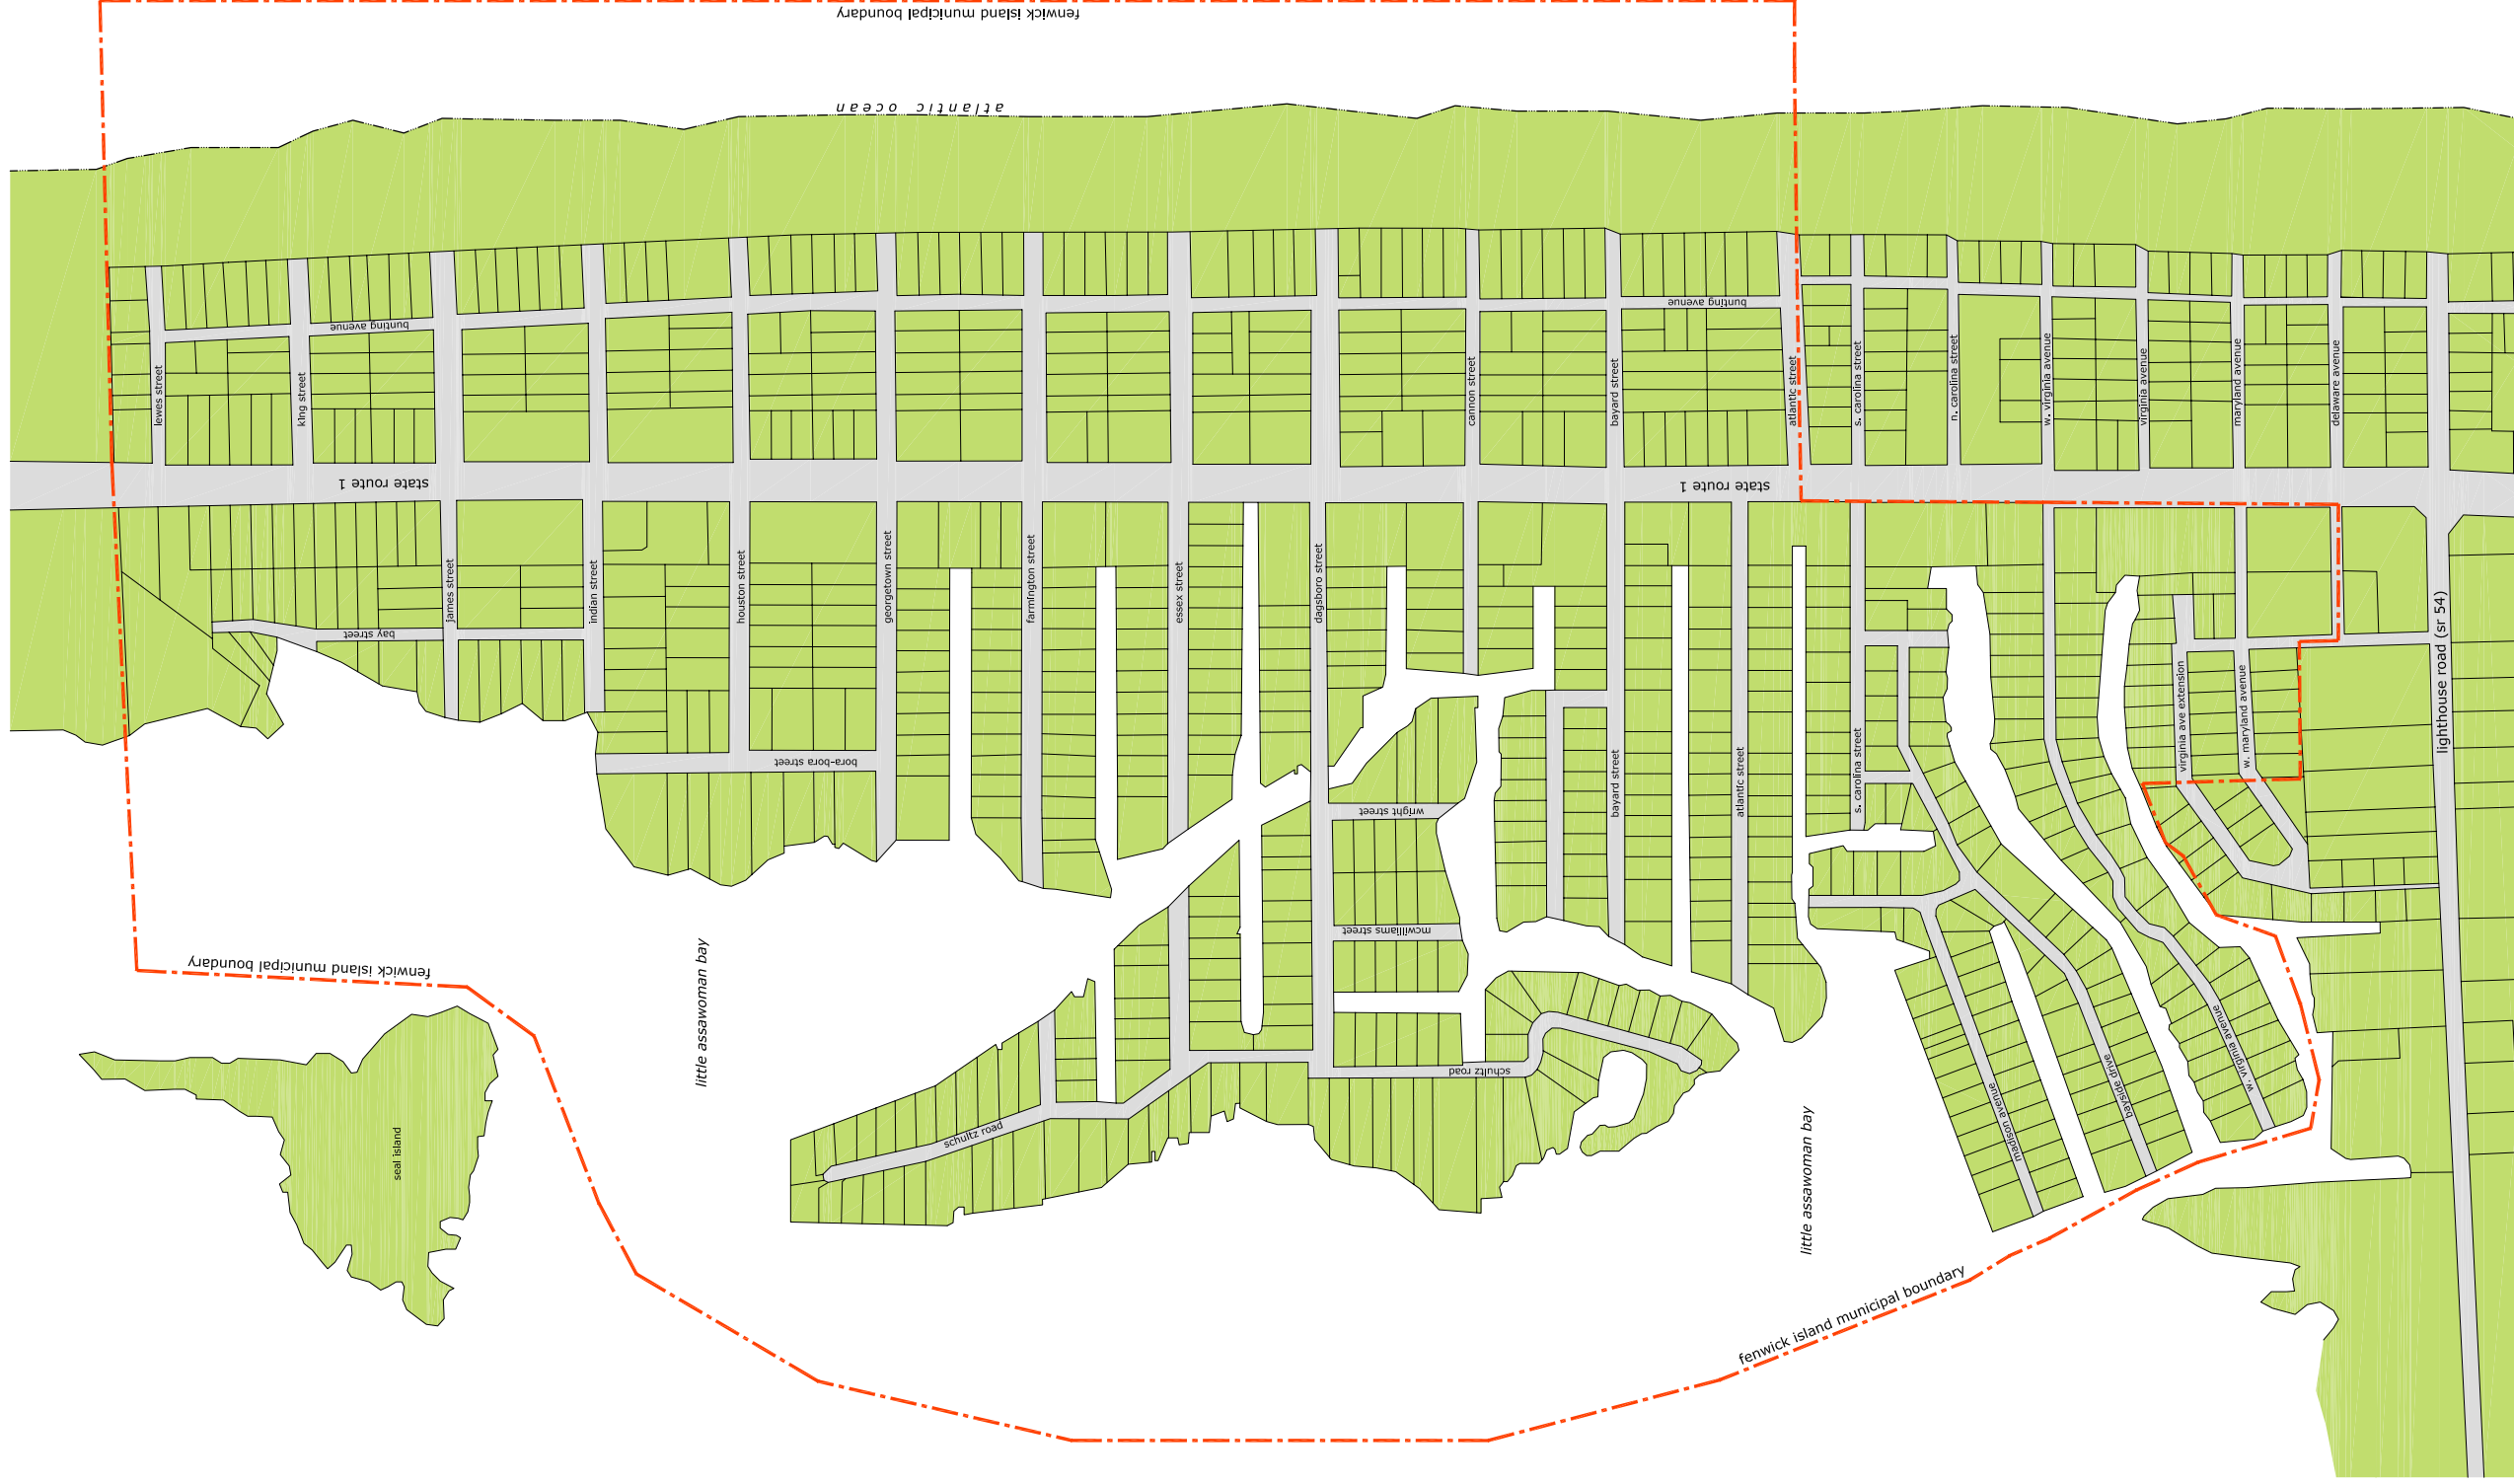 fenwick island municipal boundary
atlantic ocean
bunting avenue
bunting avenue
lewes street
king street
cannon street
bayard street
atlantic street
s. carolina street
n. carolina street
w. virginia avenue
virginia avenue
maryland avenue
delaware avenue
state route 1
state route 1
james street
indian street
houston street
georgetown street
farmington street
essex street
dagsboro street
bay street
lighthouse road (sr 54)
virginia ave extension
w. maryland avenue
bora-bora street
bayard street
atlantic street
s. carolina street
wright street
mcwilliams street
fenwick island municipal boundary
little assawoman bay
schultz road
schultz road
seal island
madison avenue
bayside drive
w. virginia avenue
little assawoman bay
fenwick island municipal boundary